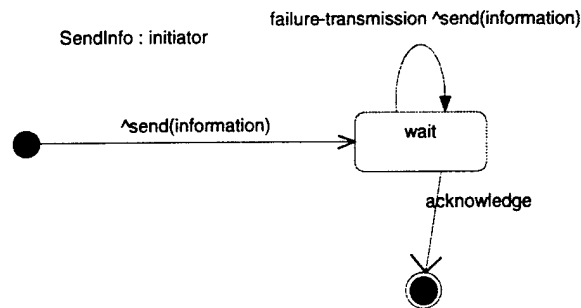 failure-transmission ^send(information)
SendInfo : initiator
^send(information)
wait
acknowledge